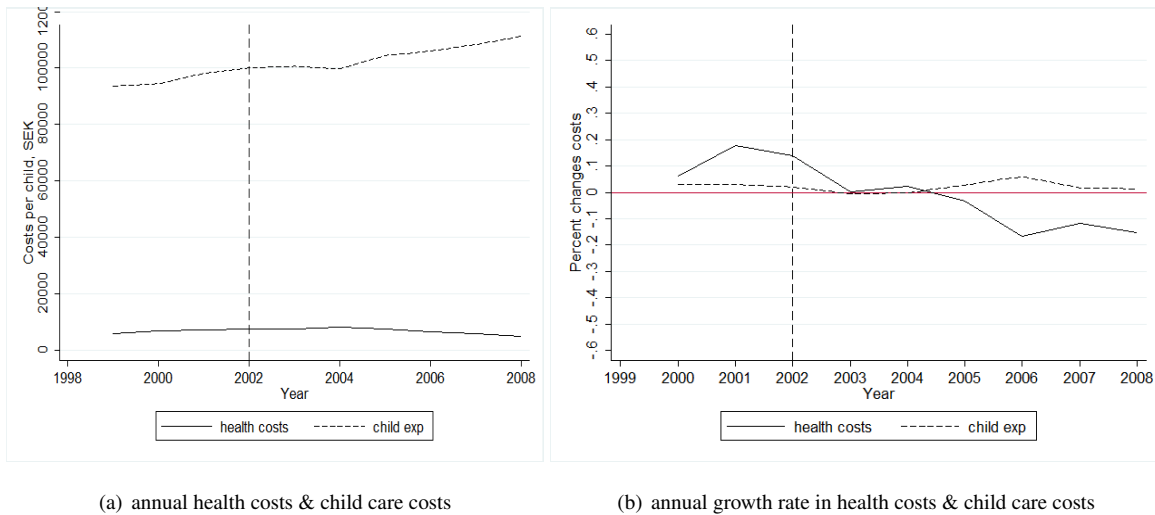 Costs per child, SEK
0 20000 40000 60000 80000 100000 1200
1998 2000 2002 2004 2006 2008
Year
health costs child exp
Percent changes costs
-.6 -.5 -.4 -.3 -.2 -.1 0 .1 .2 .3 .4 .5 .6
1999 2000 2001 2002 2003 2004 2005 2006 2007 2008
Year
health costs child exp
(a) annual health costs & child care costs
(b) annual growth rate in health costs & child care costs